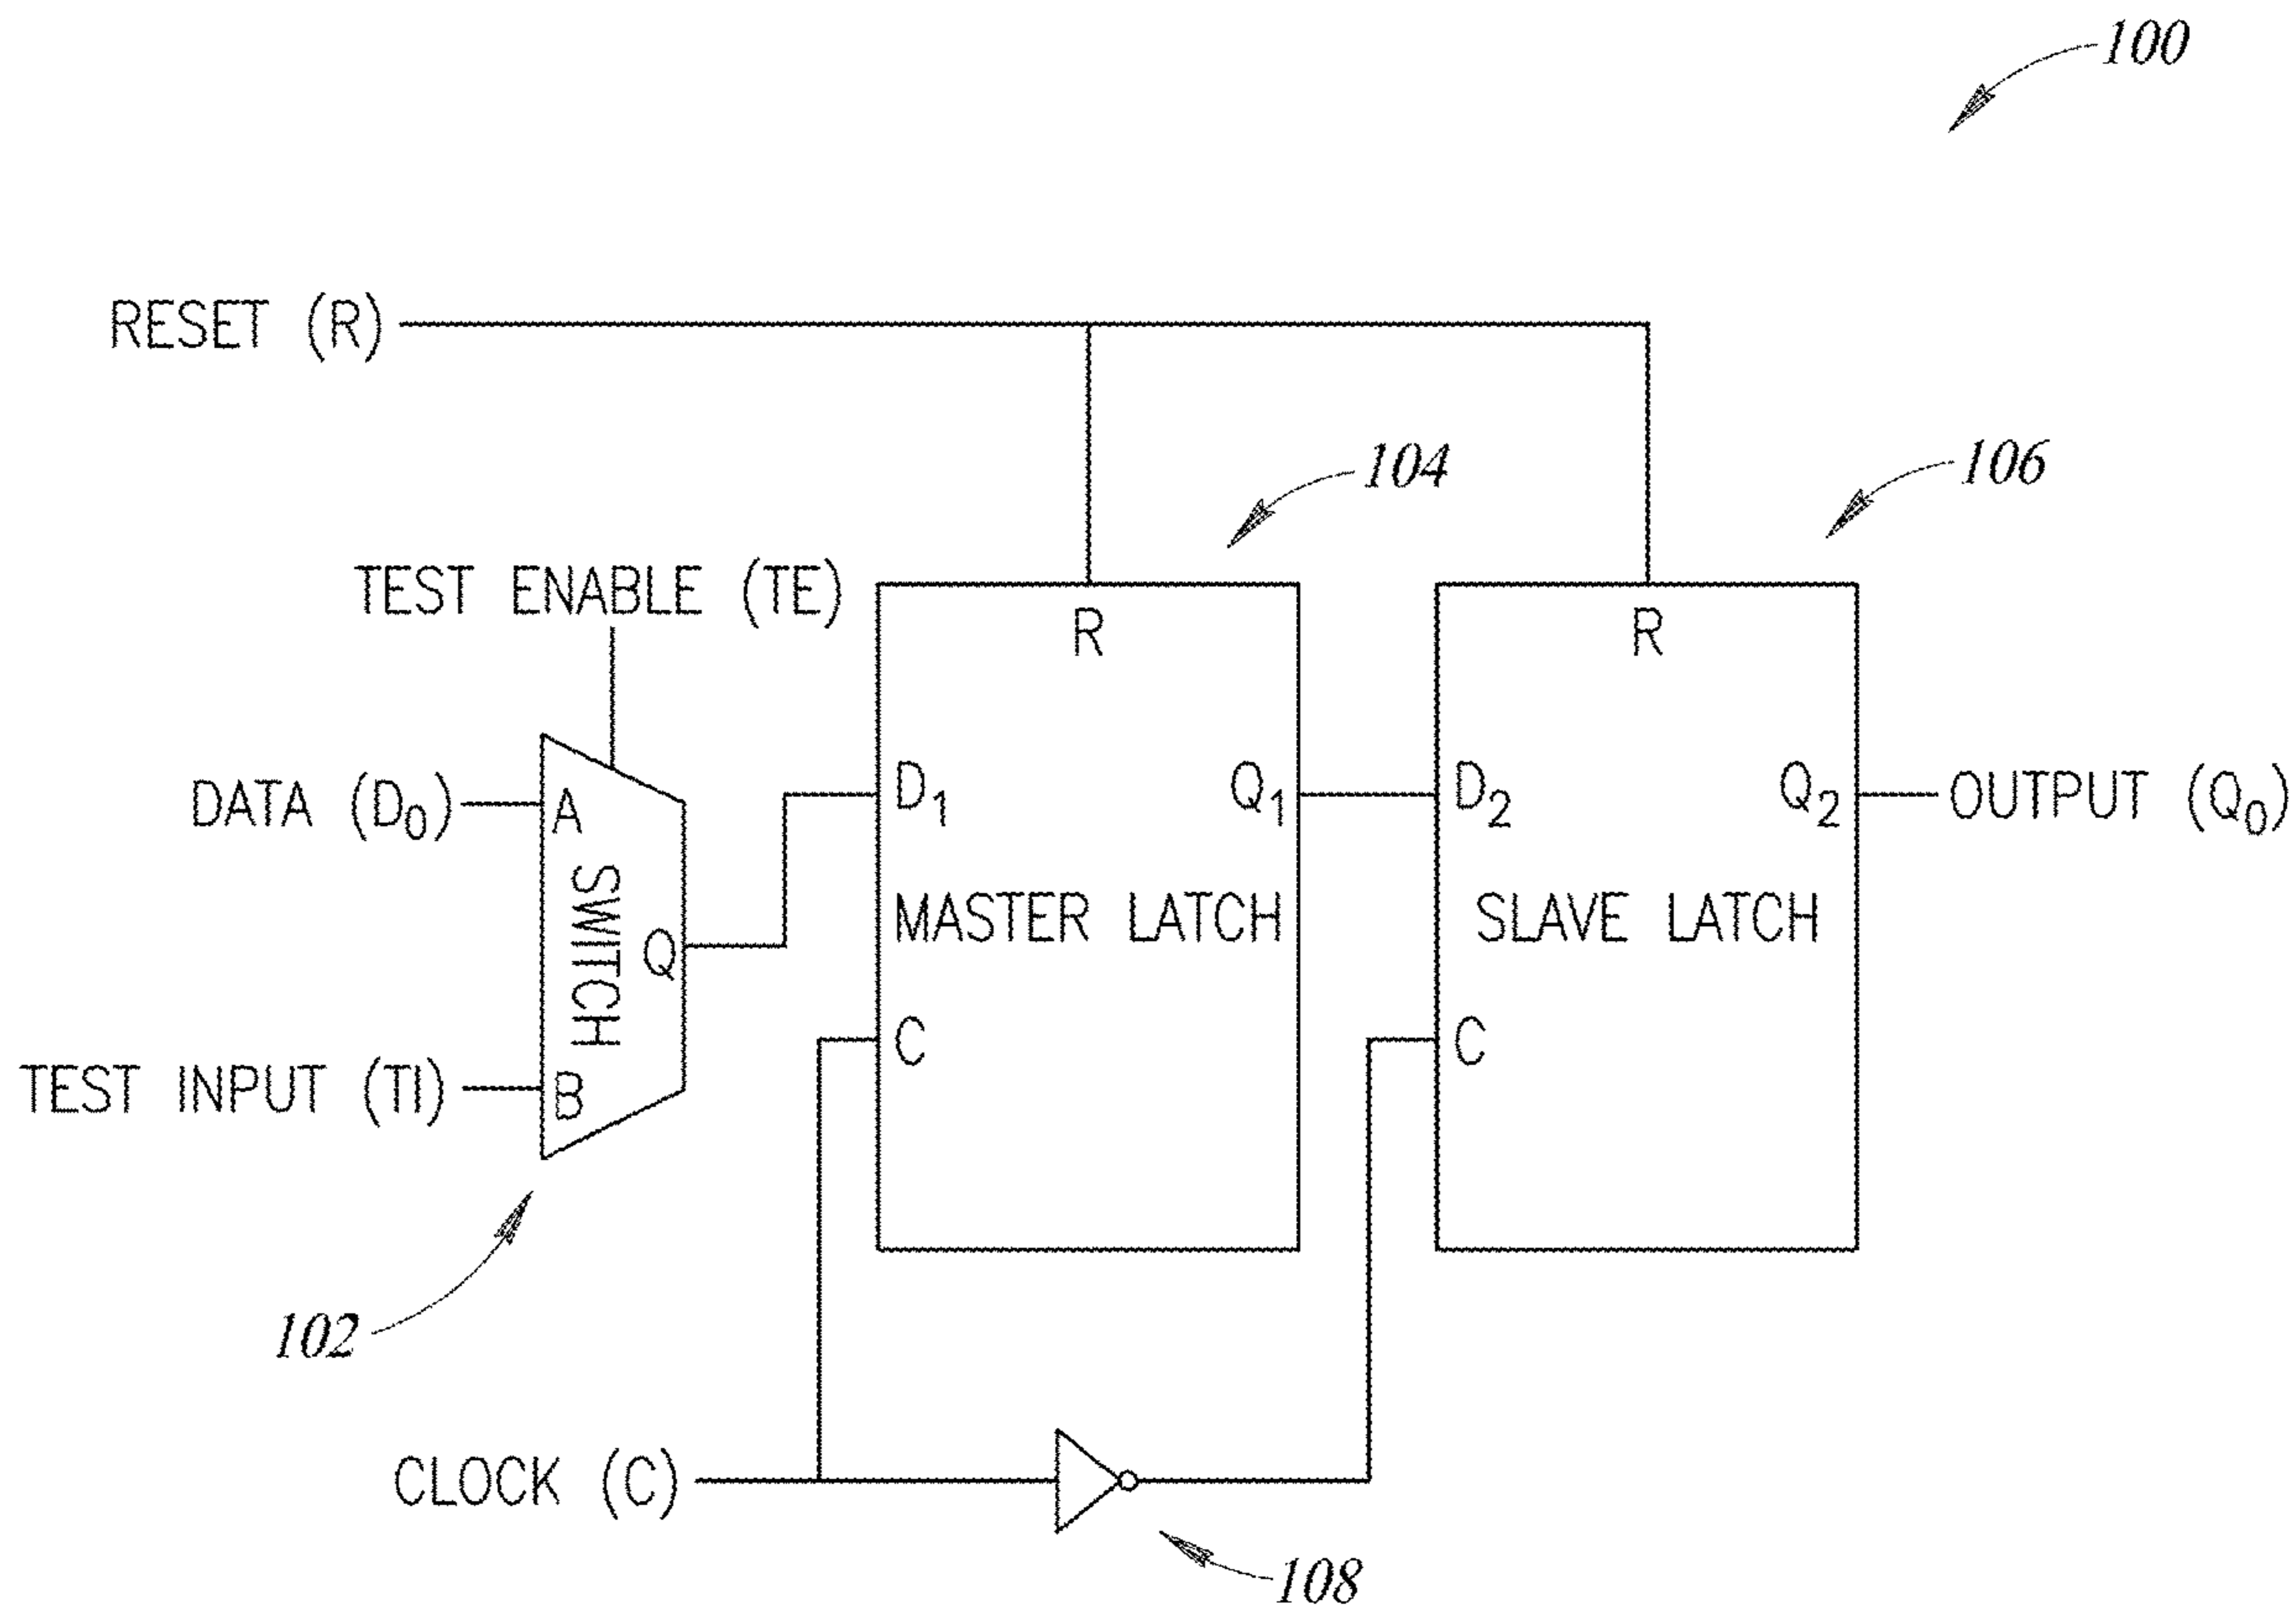 100
RESET (R)
104
106
TEST ENABLE (TE)
R
R
DATA (D0)
A
D1
Q1
D2
Q2
OUTPUT (Q0)
SWITCH
Q
MASTER LATCH
SLAVE LATCH
C
C
TEST INPUT (TI)
B
102
CLOCK (C)
108